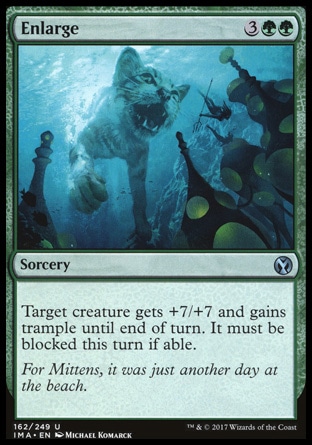 Enlarge 3
Sorcery
Target creature gets +7/+7 and gains
trample until end of turn. It must be
blocked this turn if able.
For Mittens, it was just another day at
the beach.
162/249 U
IMA • EN Michael Komarck ™ & © 2017 Wizards of the Coast